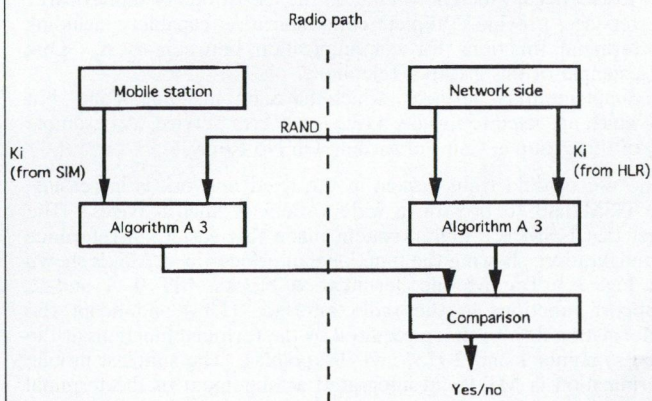 Radio path
Mobile station
Network side
RAND
Ki
(from SIM)
Ki
(from HLR)
Algorithm A 3
Algorithm A 3
Comparison
Yes/no